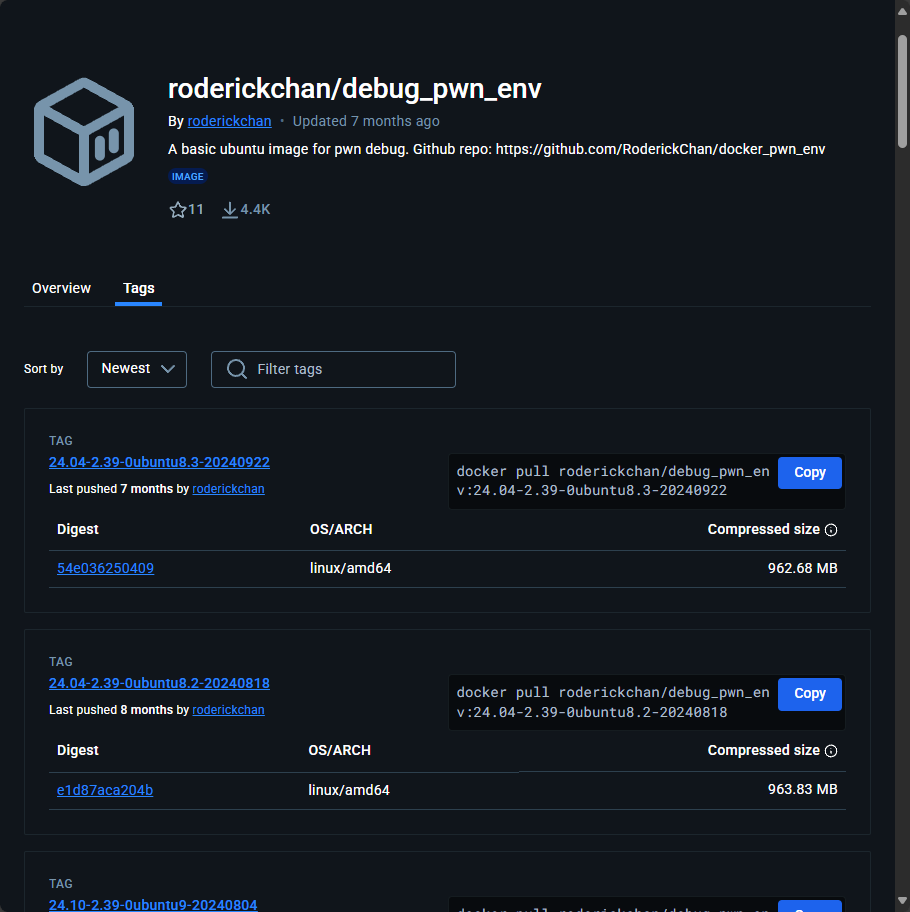 roderickchan/debug_pwn_env
By roderickchan • Updated 7 months ago
A basic ubuntu image for pwn debug. Github repo: https://github.com/RoderickChan/docker_pwn_env
IMAGE
11 4.4K
Overview Tags
Sort by Newest Filter tags
TAG
24.04-2.39-0ubuntu8.3-20240922
Last pushed 7 months by roderickchan
docker pull roderickchan/debug_pwn_en
v:24.04-2.39-0ubuntu8.3-20240922
Copy
Digest OS/ARCH Compressed size
54e036250409 linux/amd64 962.68 MB
TAG
24.04-2.39-0ubuntu8.2-20240818
Last pushed 8 months by roderickchan
docker pull roderickchan/debug_pwn_en
v:24.04-2.39-0ubuntu8.2-20240818
Copy
Digest OS/ARCH Compressed size
e1d87aca204b linux/amd64 963.83 MB
TAG
24.10-2.39-0ubuntu9-20240804